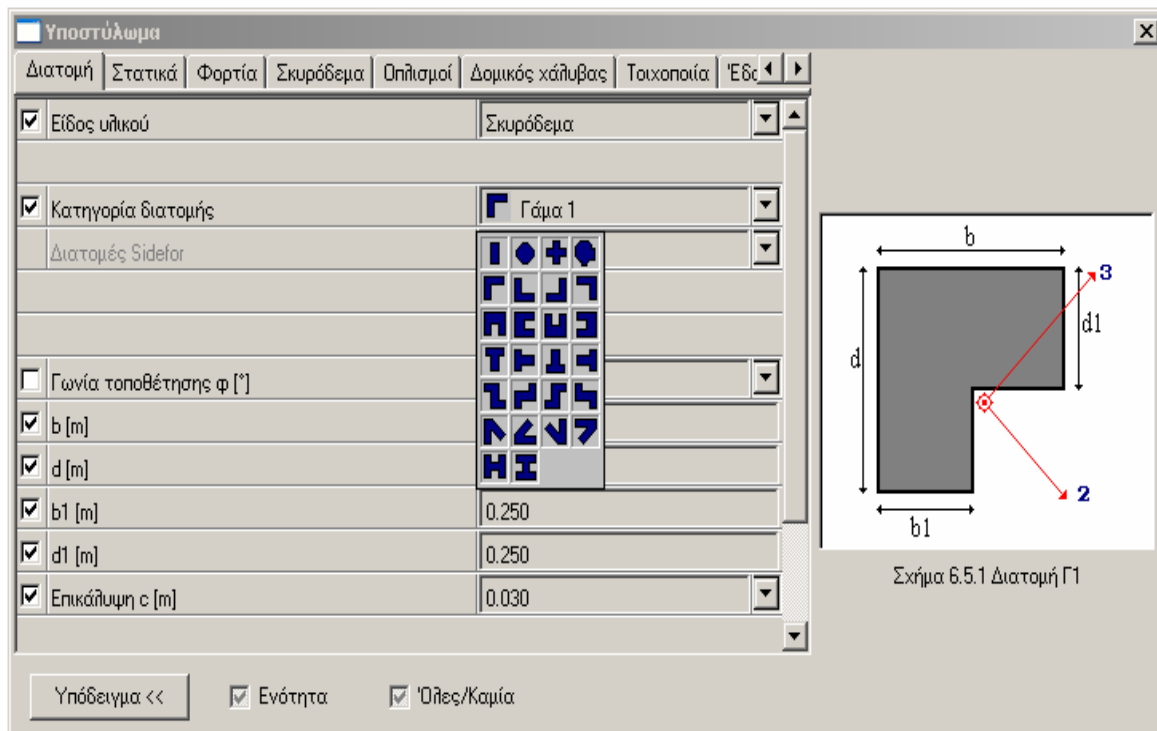 Υποστύλωμα
Διατομή Στατικά Φορτία Σκυρόδεμα Οπλισμοί Δομικός χάλυβας Τοιχοποιία Έδα
Είδος υλικού Σκυρόδεμα
Κατηγορία διατομής Γάμα 1
Διατομές Sidefor
Γωνία τοποθέτησης φ [°]
b [m]
d [m]
b1 [m] 0.250
d1 [m] 0.250
Επικάλυψη c [m] 0.030
Υπόδειγμα << Ενότητα Όλες/Καμία
b
3
d1
d
2
b1
Σχήμα 6.5.1 Διατομή Γ1